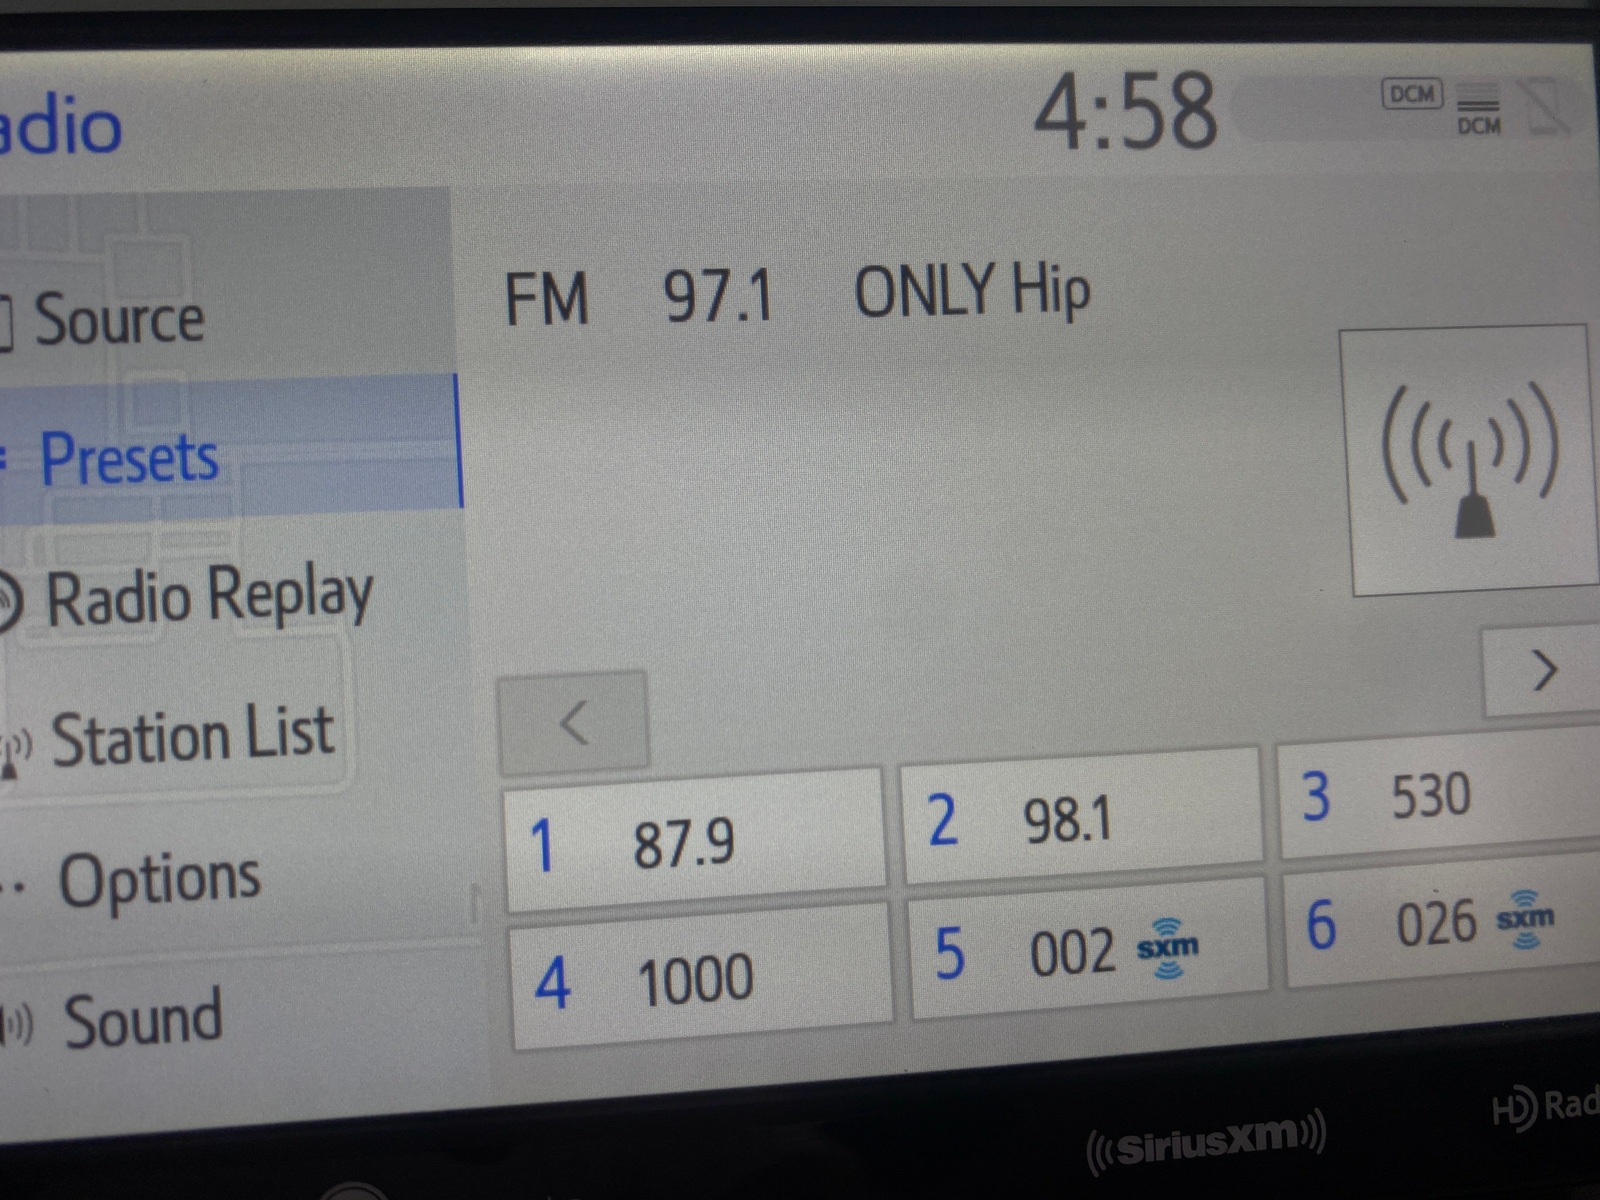 adio
4:58
DCM
DCM
FM 97.1 ONLY Hip
Source
Presets
Radio Replay
Station List
Options
Sound
1 87.9
2 98.1
3 530
4 1000
5 002 sxm
6 026 sxm
SiriusXM
HD Rad